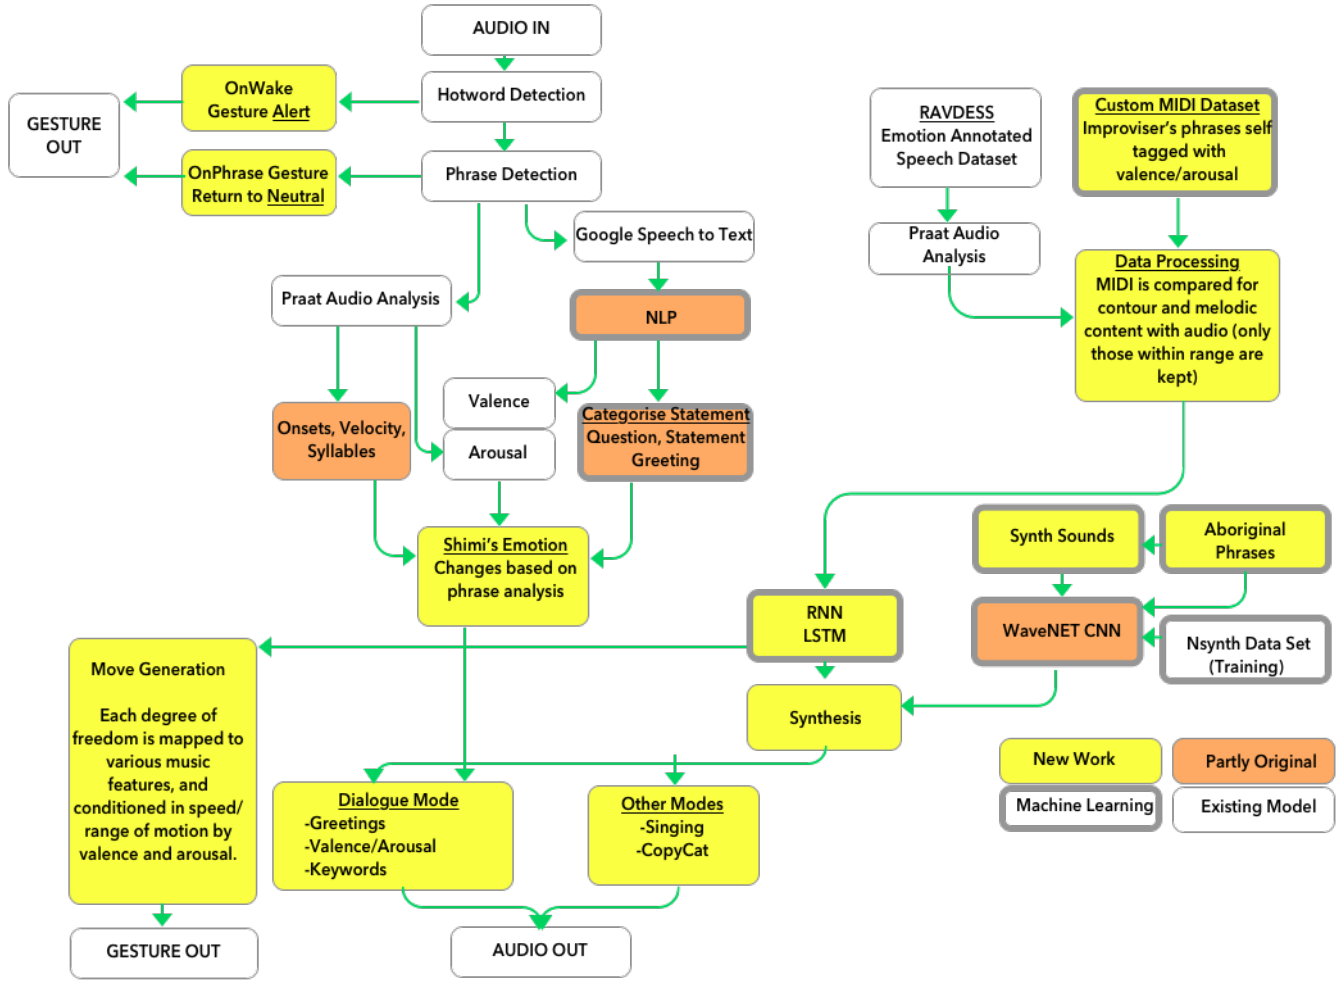 AUDIO IN
Hotword Detection
OnWake
Gesture Alert
GESTURE
OUT
Phrase Detection
OnPhrase Gesture
Return to Neutral
Google Speech to Text
Praat Audio Analysis
NLP
Valence
Arousal
Onsets, Velocity,
Syllables
Categorise Statement
Question, Statement
Greeting
Shimi's Emotion
Changes based on
phrase analysis
RAVDESS
Emotion Annotated
Speech Dataset
Custom MIDI Dataset
Improviser's phrases self
tagged with
valence/arousal
Praat Audio
Analysis
Data Processing
MIDI is compared for
contour and melodic
content with audio (only
those within range are
kept)
Synth Sounds
Aboriginal
Phrases
RNN
LSTM
WaveNET CNN
Nsynth Data Set
(Training)
Move Generation
Each degree of
freedom is mapped to
various music
features, and
conditioned in speed/
range of motion by
valence and arousal.
Synthesis
Dialogue Mode
-Greetings
-Valence/Arousal
-Keywords
Other Modes
-Singing
-CopyCat
GESTURE OUT
AUDIO OUT
New Work
Partly Original
Machine Learning
Existing Model